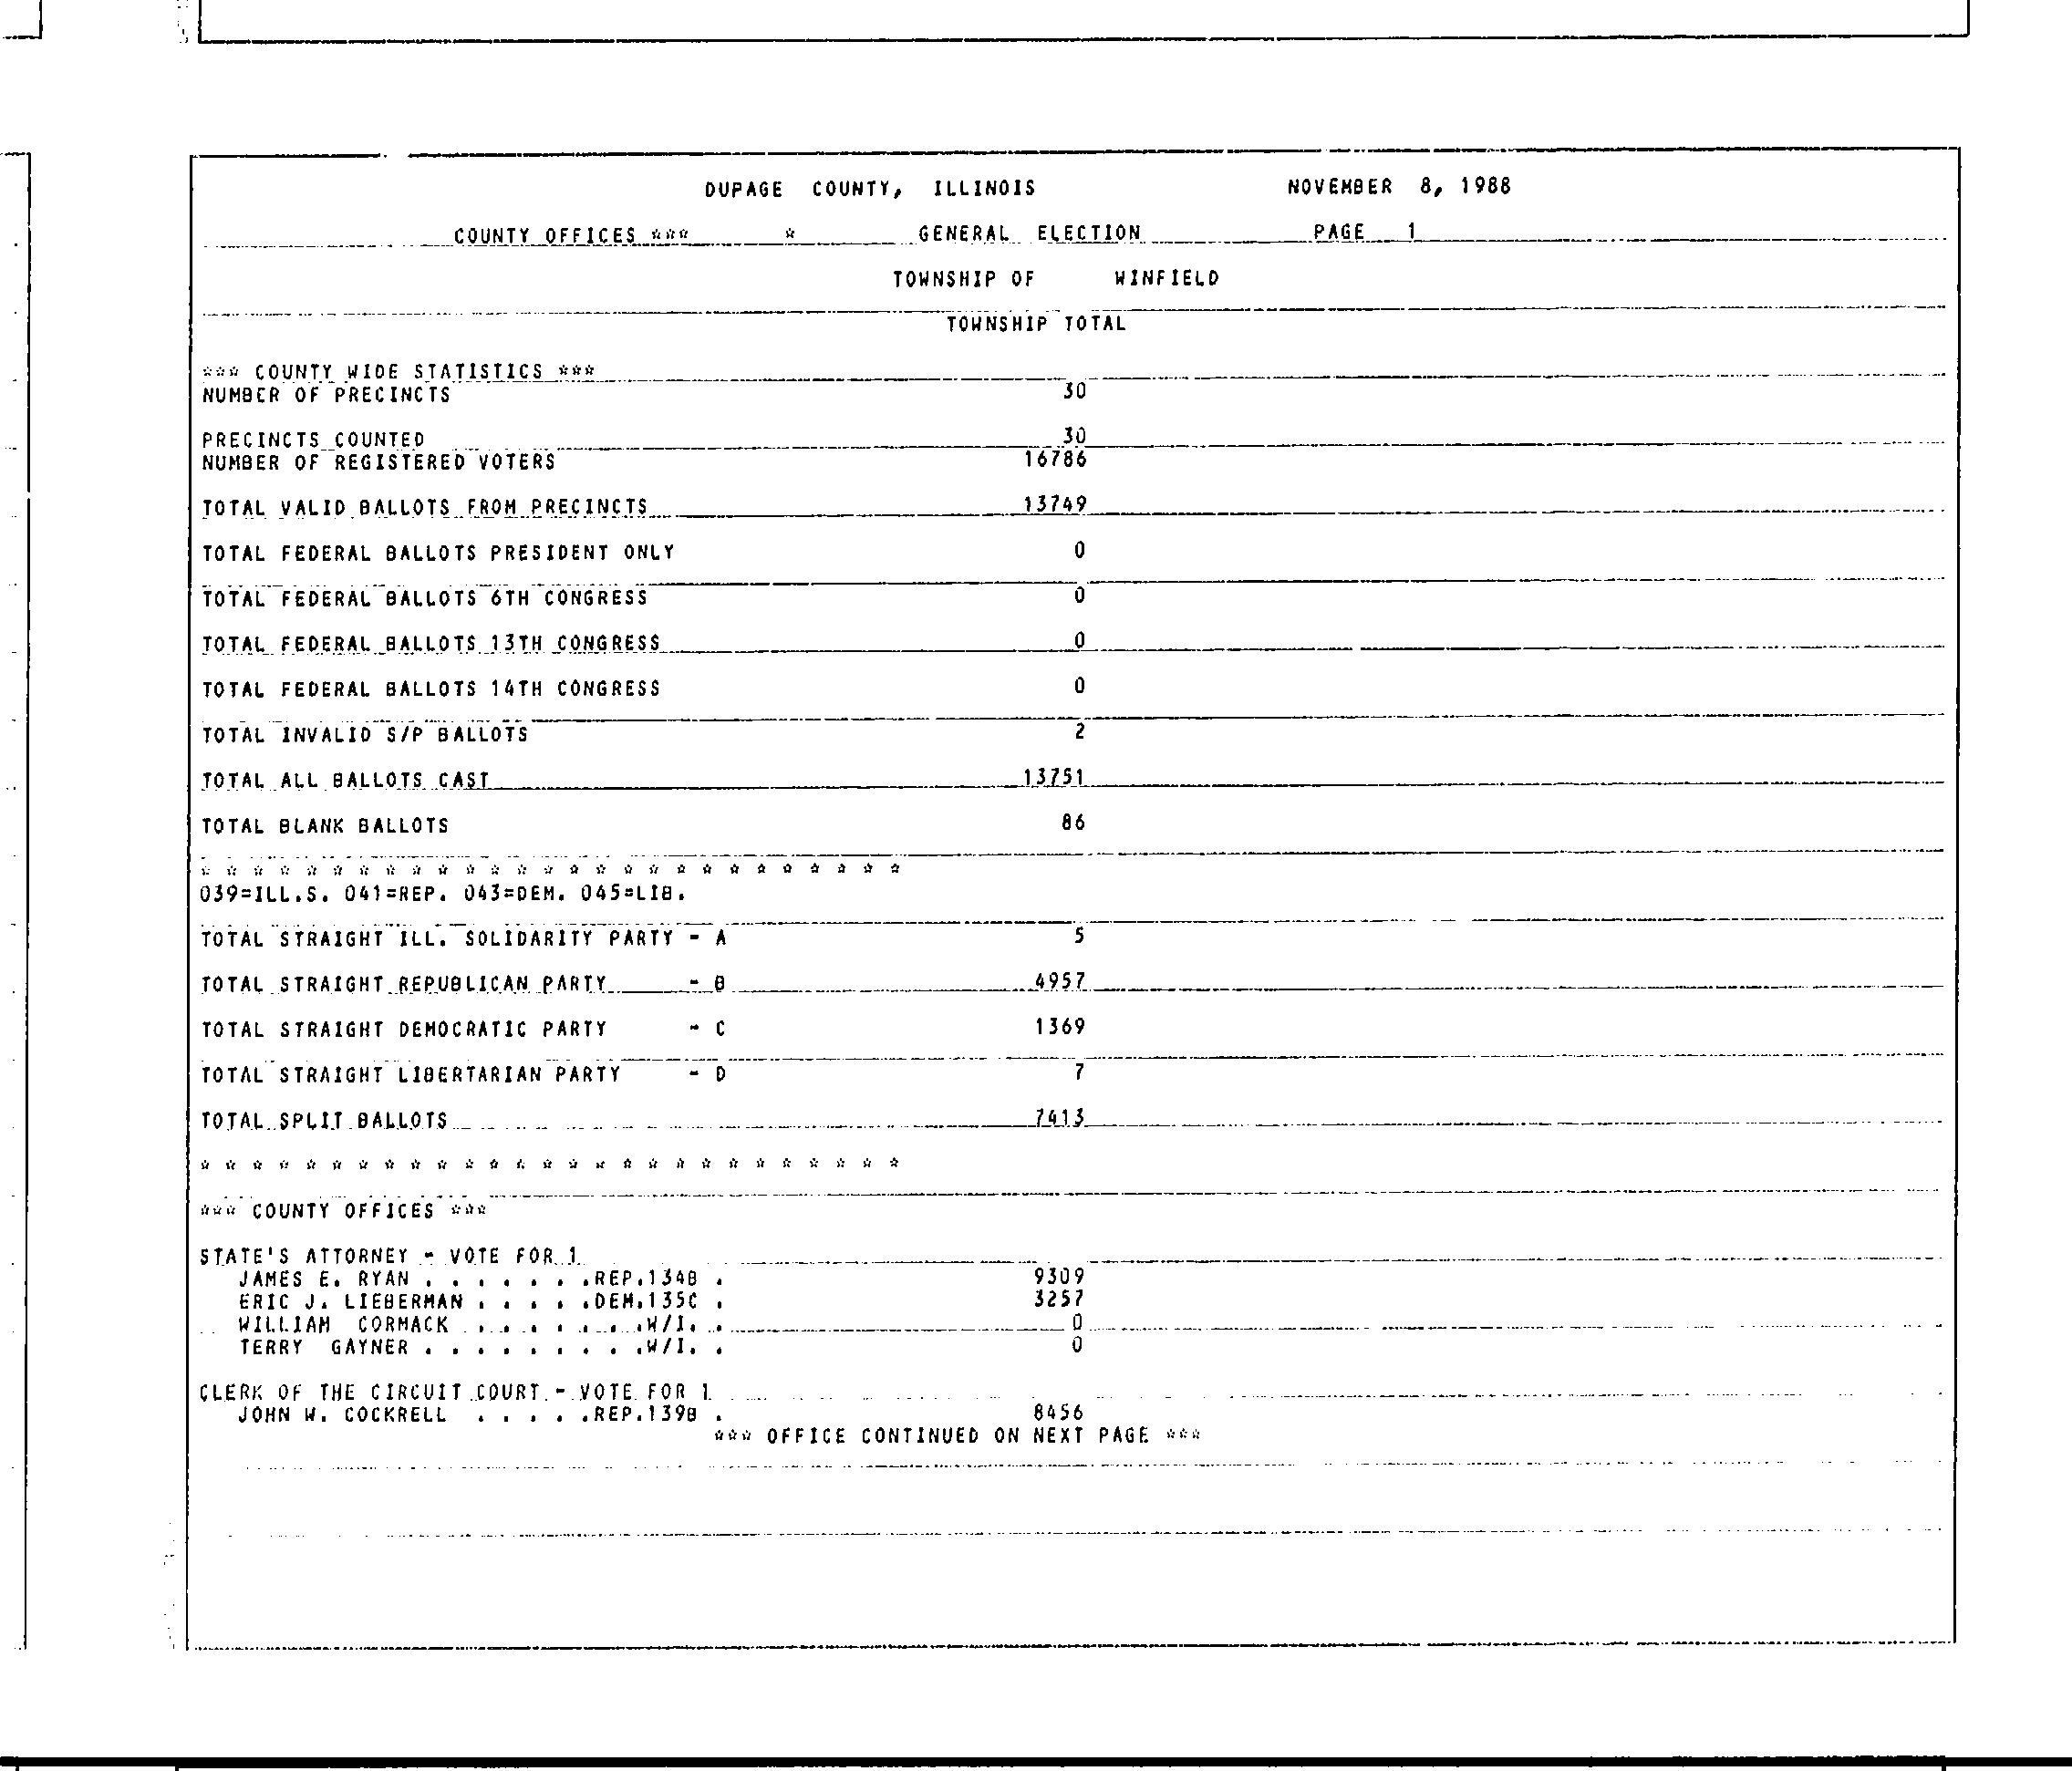 DUPAGE COUNTY, ILLINOIS NOVEMBER 8, 1988
COUNTY OFFICES *** * GENERAL ELECTION PAGE 1
TOWNSHIP OF WINFIELD
TOWNSHIP TOTAL
*** COUNTY WIDE STATISTICS ***
NUMBER OF PRECINCTS 30
PRECINCTS COUNTED 30
NUMBER OF REGISTERED VOTERS 16786
TOTAL VALID BALLOTS FROM PRECINCTS 13749
TOTAL FEDERAL BALLOTS PRESIDENT ONLY 0
TOTAL FEDERAL BALLOTS 6TH CONGRESS 0
TOTAL FEDERAL BALLOTS 13TH CONGRESS 0
TOTAL FEDERAL BALLOTS 14TH CONGRESS 0
TOTAL INVALID S/P BALLOTS 2
TOTAL ALL BALLOTS CAST 13751
TOTAL BLANK BALLOTS 86
* * * * * * * * * * * * * * * * * * * * * * * * * * *
039=ILL.S. 041=REP. 043=DEM. 045=LIB.
TOTAL STRAIGHT ILL. SOLIDARITY PARTY - A 5
TOTAL STRAIGHT REPUBLICAN PARTY - B 4957
TOTAL STRAIGHT DEMOCRATIC PARTY - C 1369
TOTAL STRAIGHT LIBERTARIAN PARTY - D 7
TOTAL SPLIT BALLOTS 7413
* * * * * * * * * * * * * * * * * * * * * * * * * * *
*** COUNTY OFFICES ***
STATE'S ATTORNEY - VOTE FOR 1
JAMES E. RYAN . . . . . . .REP.134B . 9309
ERIC J. LIEBERMAN . . . . .DEM.135C . 3257
WILLIAM CORMACK . . . . . . .W/I. . 0
TERRY GAYNER . . . . . . . . .W/I. . 0
CLERK OF THE CIRCUIT COURT - VOTE FOR 1
JOHN W. COCKRELL . . . . .REP.139B . 8456
*** OFFICE CONTINUED ON NEXT PAGE ***